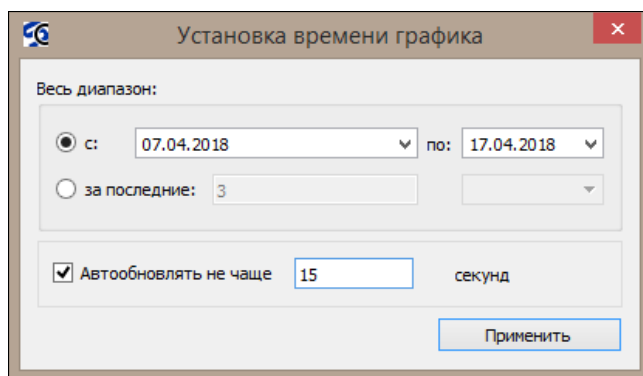 Установка времени графика
Весь диапазон:
с: 07.04.2018 по: 17.04.2018
за последние: 3
Автообновлять не чаще 15 секунд
Применить